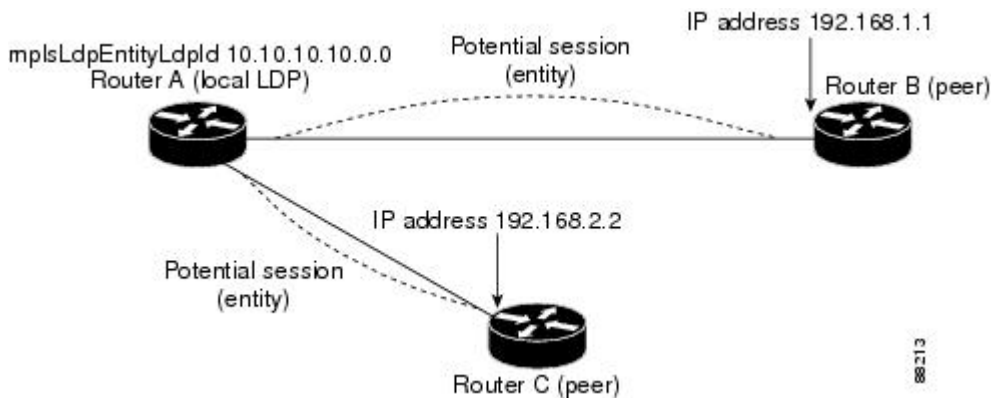 IP address 192.168.1.1
mplsLdpEntityLdpId 10.10.10.10.0.0
Router A (local LDP)
Potential session
(entity)
Router B (peer)
IP address 192.168.2.2
Potential session
(entity)
Router C (peer)
88213